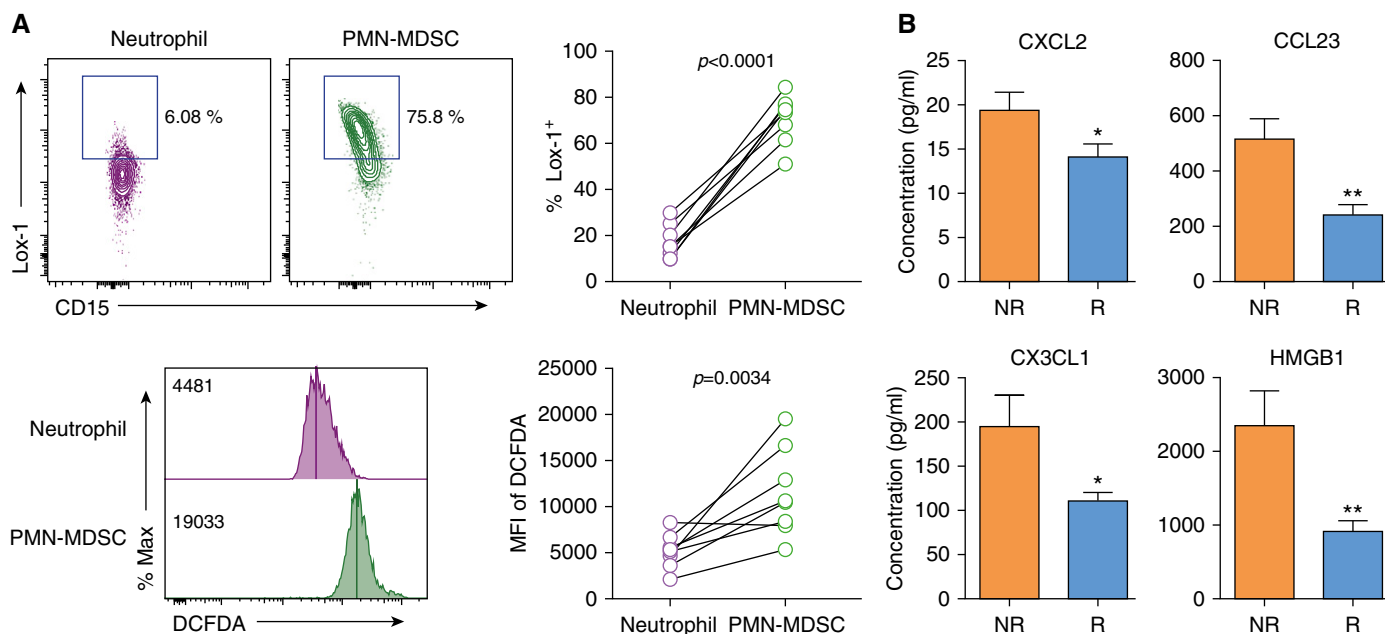 A
Neutrophil
PMN-MDSC
Lox-1
6.08 %
75.8 %
CD15
% Lox-1+
100
80
60
40
20
0
p<0.0001
Neutrophil PMN-MDSC
Neutrophil
4481
PMN-MDSC
19033
% Max
DCFDA
MFI of DCFDA
25000
20000
15000
10000
5000
0
p=0.0034
Neutrophil PMN-MDSC
B
CXCL2
Concentration (pg/ml)
25
20
15
10
5
0
*
NR R
CCL23
800
600
400
200
0
**
NR R
CX3CL1
Concentration (pg/ml)
250
200
150
100
50
0
*
NR R
HMGB1
3000
2000
1000
0
**
NR R